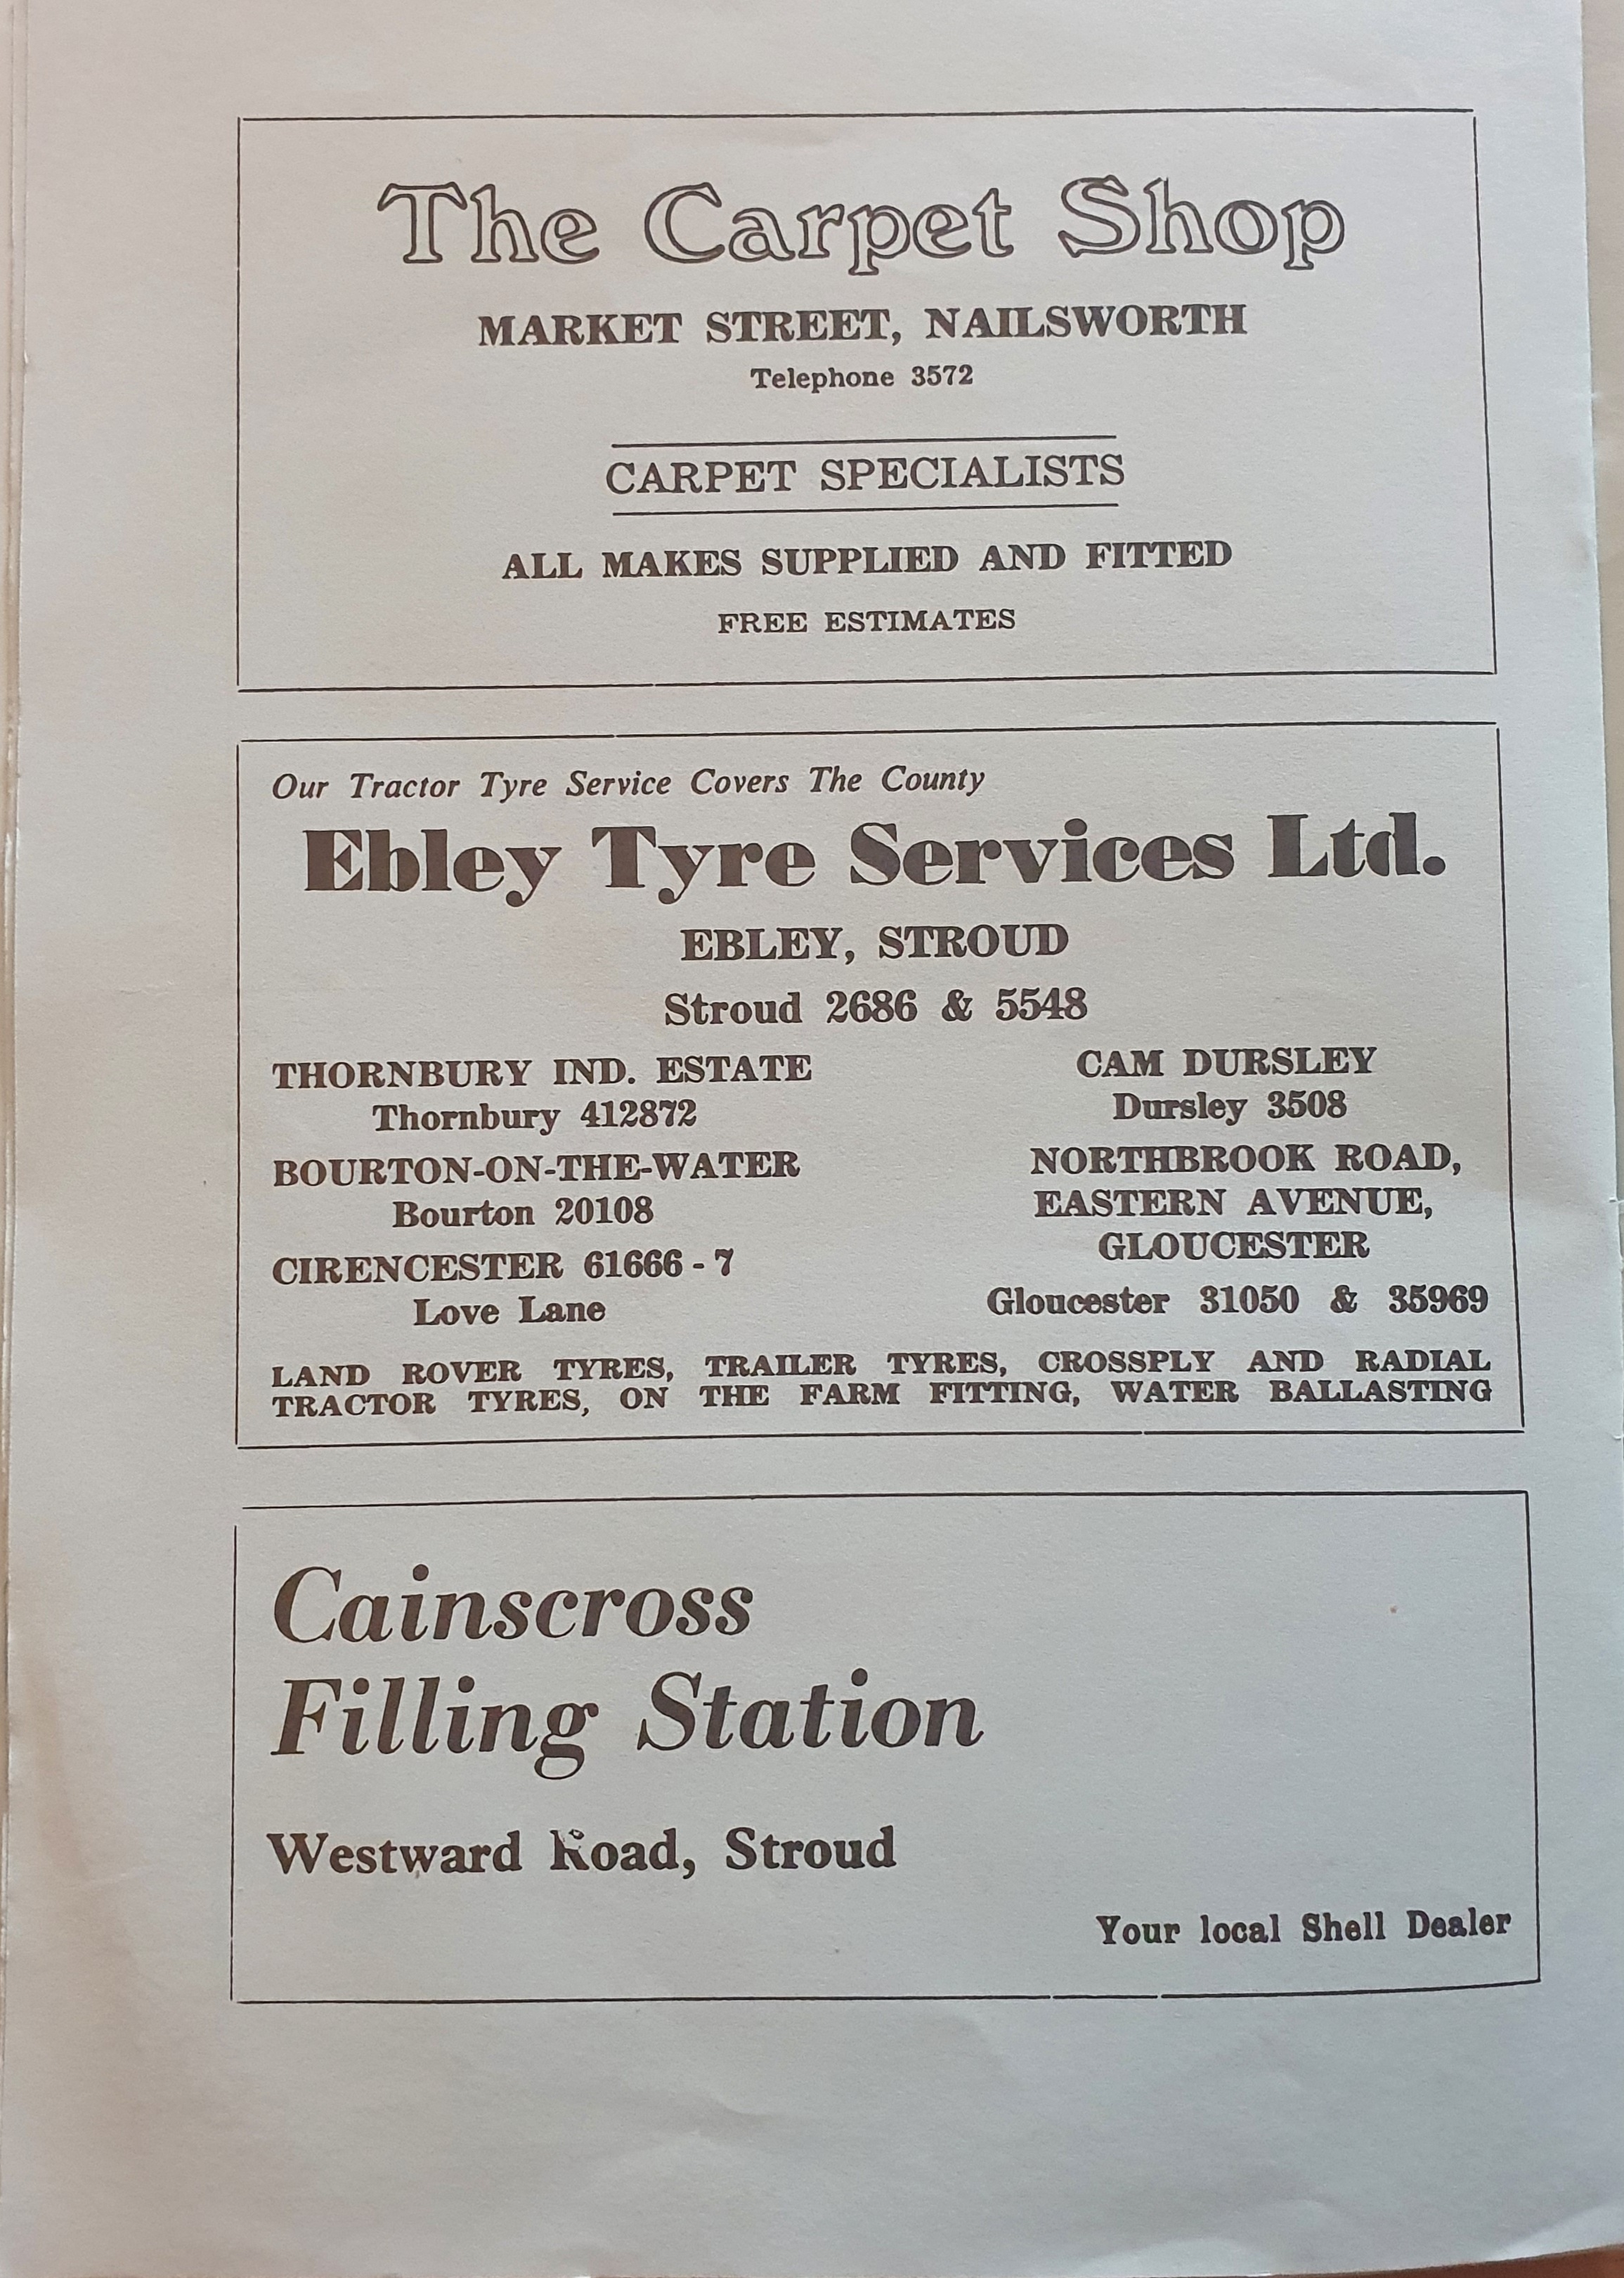 The Carpet Shop
MARKET STREET, NAILSWORTH
Telephone 3572
CARPET SPECIALISTS
ALL MAKES SUPPLIED AND FITTED
FREE ESTIMATES
Our Tractor Tyre Service Covers The County
Ebley Tyre Services Ltd.
EBLEY, STROUD
Stroud 2686 & 5548
THORNBURY IND. ESTATE
Thornbury 412872
BOURTON-ON-THE-WATER
Bourton 20108
CIRENCESTER 61666 - 7
Love Lane
CAM DURSLEY
Dursley 3508
NORTHBROOK ROAD,
EASTERN AVENUE,
GLOUCESTER
Gloucester 31050 & 35969
LAND ROVER TYRES, TRAILER TYRES, CROSSPLY AND RADIAL
TRACTOR TYRES, ON THE FARM FITTING, WATER BALLASTING
Cainscross
Filling Station
Westward Road, Stroud
Your local Shell Dealer